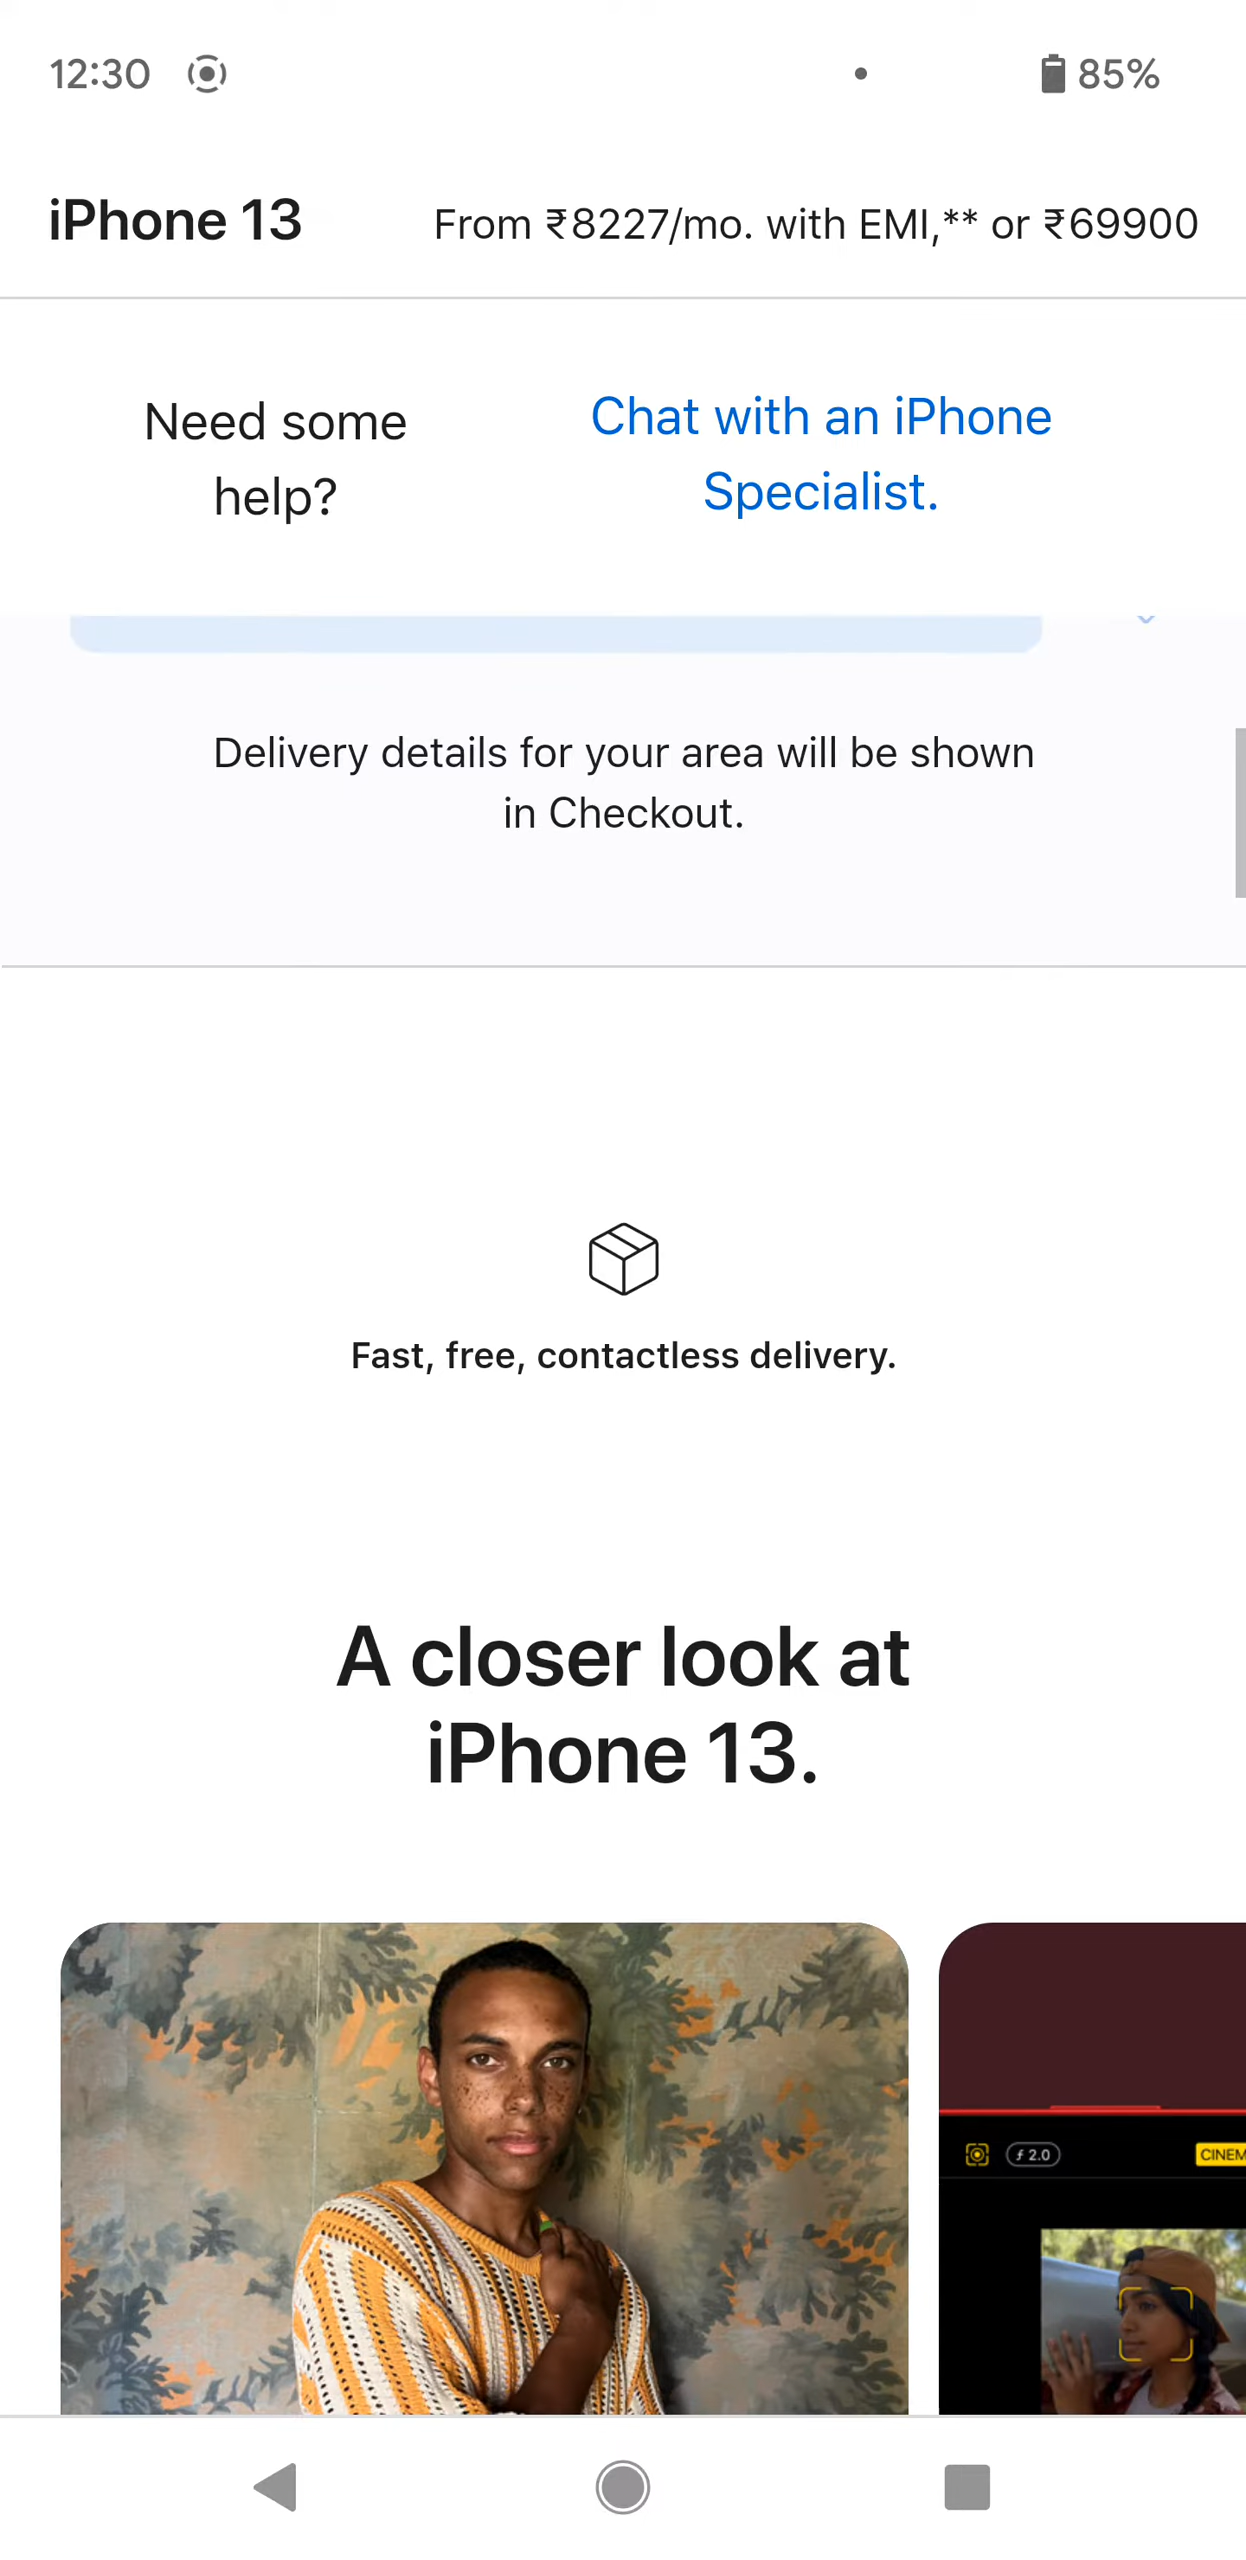 12:30
85%
iPhone 13
From ₹8227/mo. with EMI,** or ₹69900
Need some
help?
Chat with an iPhone
Specialist.
Delivery details for your area will be shown
in Checkout.
Fast, free, contactless delivery.
A closer look at
iPhone 13.
ƒ 2.0
CINEM